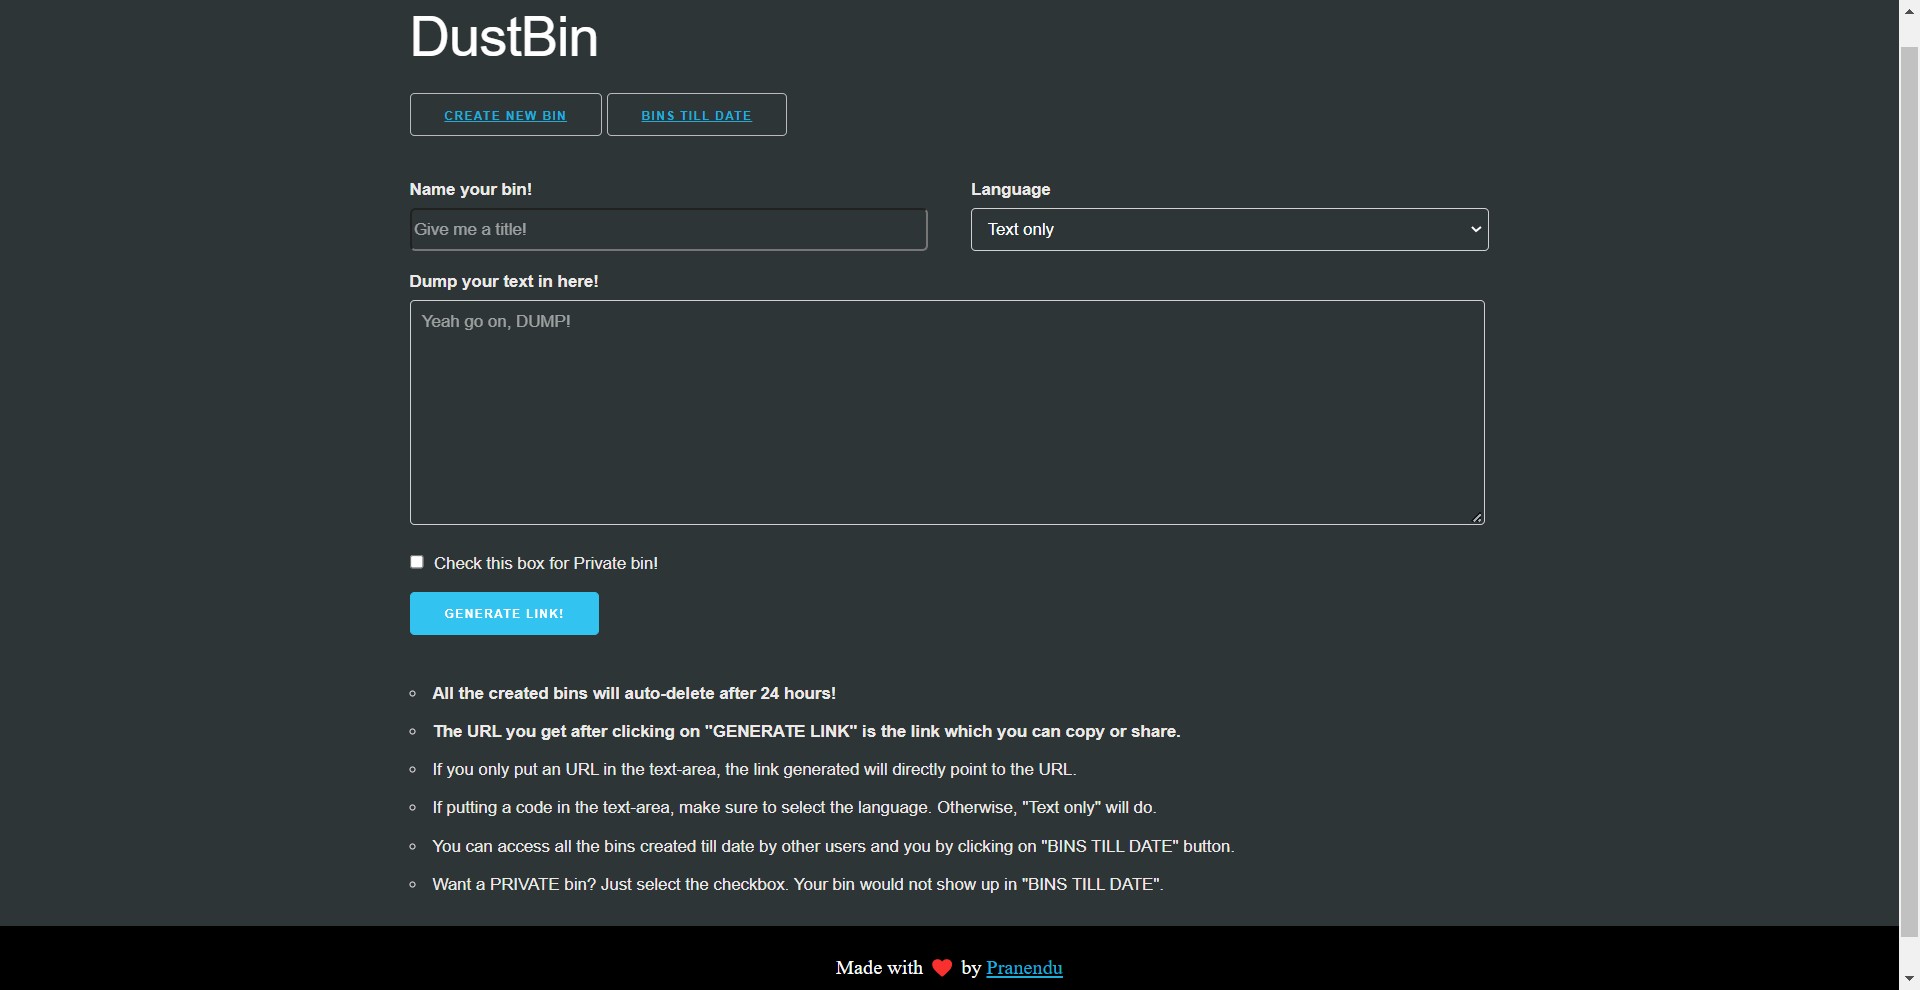 DustBin
CREATE NEW BIN BINS TILL DATE
Name your bin! Language
Give me a title! Text only
Dump your text in here!
Yeah go on, DUMP!
Check this box for Private bin!
GENERATE LINK!
All the created bins will auto-delete after 24 hours!
The URL you get after clicking on "GENERATE LINK" is the link which you can copy or share.
If you only put an URL in the text-area, the link generated will directly point to the URL.
If putting a code in the text-area, make sure to select the language. Otherwise, "Text only" will do.
You can access all the bins created till date by other users and you by clicking on "BINS TILL DATE" button.
Want a PRIVATE bin? Just select the checkbox. Your bin would not show up in "BINS TILL DATE".
Made with ❤ by Pranendu